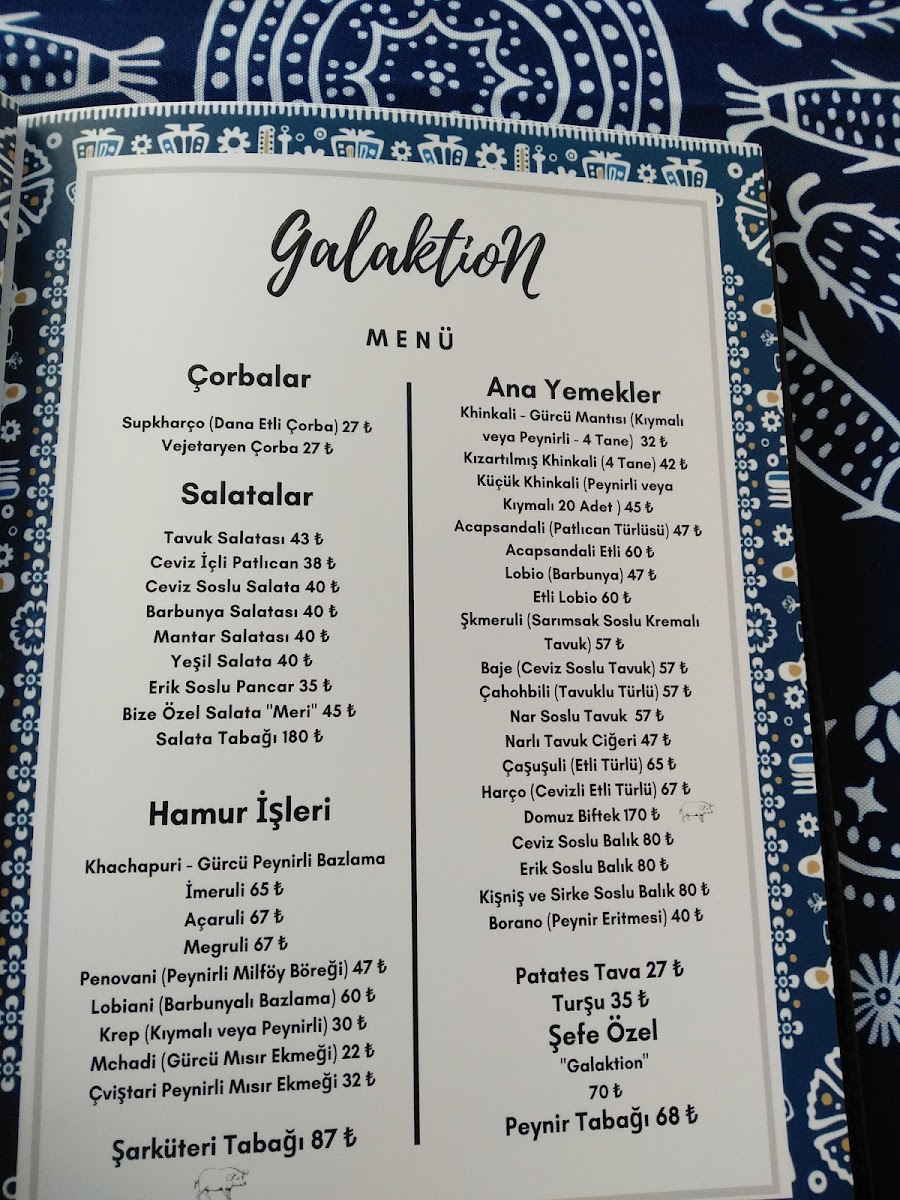 GalaktioN
MENÜ
Çorbalar
Supkharço (Dana Etli Çorba) 27 ₺
Vejetaryen Çorba 27 ₺
Salatalar
Tavuk Salatası 43 ₺
Ceviz İçli Patlıcan 38 ₺
Ceviz Soslu Salata 40 ₺
Barbunya Salatası 40 ₺
Mantar Salatası 40 ₺
Yeşil Salata 40 ₺
Erik Soslu Pancar 35 ₺
Bize Özel Salata "Meri" 45 ₺
Salata Tabağı 180 ₺
Hamur İşleri
Khachapuri - Gürcü Peynirli Bazlama
İmeruli 65 ₺
Açaruli 67 ₺
Megruli 67 ₺
Penovani (Peynirli Milföy Böreği) 47 ₺
Lobiani (Barbunyalı Bazlama) 60 ₺
Krep (Kıymalı veya Peynirli) 30 ₺
Mchadi (Gürcü Mısır Ekmeği) 22 ₺
Çviştari Peynirli Mısır Ekmeği 32 ₺
Şarküteri Tabağı 87 ₺
Ana Yemekler
Khinkali - Gürcü Mantısı (Kıymalı
veya Peynirli - 4 Tane) 32 ₺
Kızartılmış Khinkali (4 Tane) 42 ₺
Küçük Khinkali (Peynirli veya
Kıymalı 20 Adet ) 45 ₺
Acapsandali (Patlıcan Türlüsü) 47 ₺
Acapsandali Etli 60 ₺
Lobio (Barbunya) 47 ₺
Etli Lobio 60 ₺
Şkmeruli (Sarımsak Soslu Kremalı
Tavuk) 57 ₺
Baje (Ceviz Soslu Tavuk) 57 ₺
Çahohbili (Tavuklu Türlü) 57 ₺
Nar Soslu Tavuk 57 ₺
Narlı Tavuk Ciğeri 47 ₺
Çaşuşuli (Etli Türlü) 65 ₺
Harço (Cevizli Etli Türlü) 67 ₺
Domuz Biftek 170 ₺
Ceviz Soslu Balık 80 ₺
Erik Soslu Balık 80 ₺
Kişniş ve Sirke Soslu Balık 80 ₺
Borano (Peynir Eritmesi) 40 ₺
Patates Tava 27 ₺
Turşu 35 ₺
Şefe Özel
"Galaktion"
70 ₺
Peynir Tabağı 68 ₺